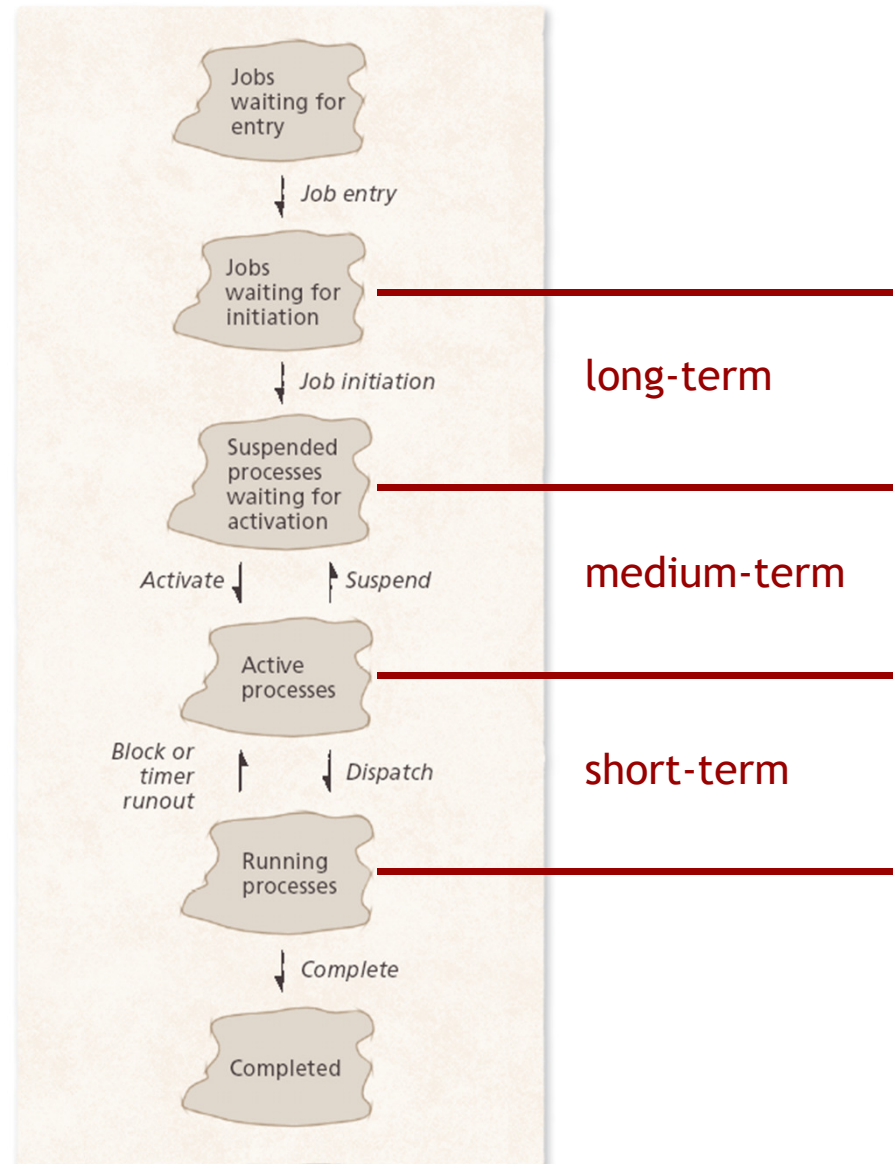 Jobs
waiting for
entry
Job entry
Jobs
waiting for
initiation
Job initiation
long-term
Suspended
processes
waiting for
activation
Activate
Suspend
medium-term
Active
processes
Block or
timer
runout
Dispatch
short-term
Running
processes
Complete
Completed